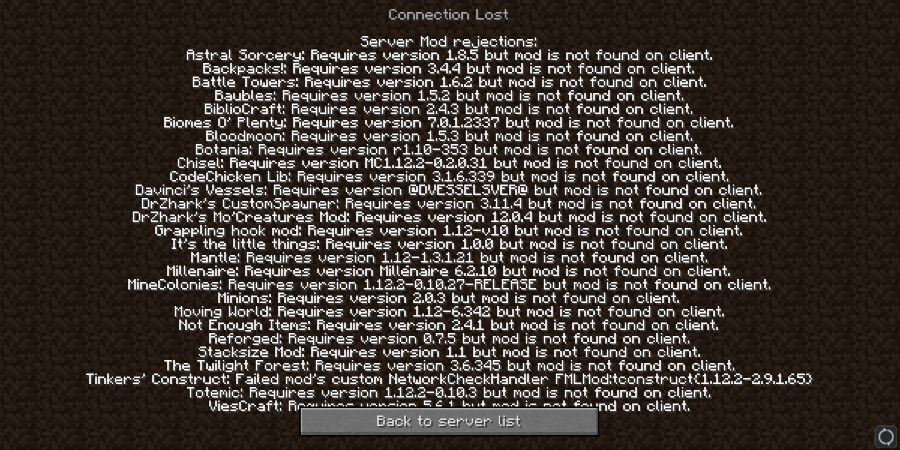 Connection Lost
Server Mod rejections:
Astral Sorcery: Requires version 1.8.5 but mod is not found on client.
Backpacks!: Requires version 3.4.4 but mod is not found on client.
Battle Towers: Requires version 1.6.2 but mod is not found on client.
Baubles: Requires version 1.5.2 but mod is not found on client.
BiblioCraft: Requires version 2.4.3 but mod is not found on client.
Biomes O' Plenty: Requires version 7.0.1.2337 but mod is not found on client.
Bloodmoon: Requires version 1.5.3 but mod is not found on client.
Botania: Requires version r1.10-353 but mod is not found on client.
Chisel: Requires version MC1.12.2-0.2.0.31 but mod is not found on client.
CodeChicken Lib: Requires version 3.1.6.339 but mod is not found on client.
Davinci's Vessels: Requires version @DVESSELSVER@ but mod is not found on client.
DrZhark's CustomSpawner: Requires version 3.11.4 but mod is not found on client.
DrZhark's Mo'Creatures Mod: Requires version 12.0.4 but mod is not found on client.
Grappling hook mod: Requires version 1.12-v10 but mod is not found on client.
It's the little things: Requires version 1.0.0 but mod is not found on client.
Mantle: Requires version 1.12-1.3.1.21 but mod is not found on client.
Millenaire: Requires version Millénaire 6.2.10 but mod is not found on client.
MineColonies: Requires version 1.12.2-0.10.27-RELEASE but mod is not found on client.
Minions: Requires version 2.0.3 but mod is not found on client.
Moving World: Requires version 1.12-6.342 but mod is not found on client.
Not Enough Items: Requires version 2.4.1 but mod is not found on client.
Reforged: Requires version 0.7.5 but mod is not found on client.
Stacksize Mod: Requires version 1.1 but mod is not found on client.
The Twilight Forest: Requires version 3.6.345 but mod is not found on client.
Tinkers' Construct: Failed mod's custom NetworkCheckHandler FMLMod:tconstruct{1.12.2-2.9.1.65}
Totemic: Requires version 1.12.2-0.10.3 but mod is not found on client.
ViesCraft: Requires version 5.6.1 but mod is not found on client.
Back to server list